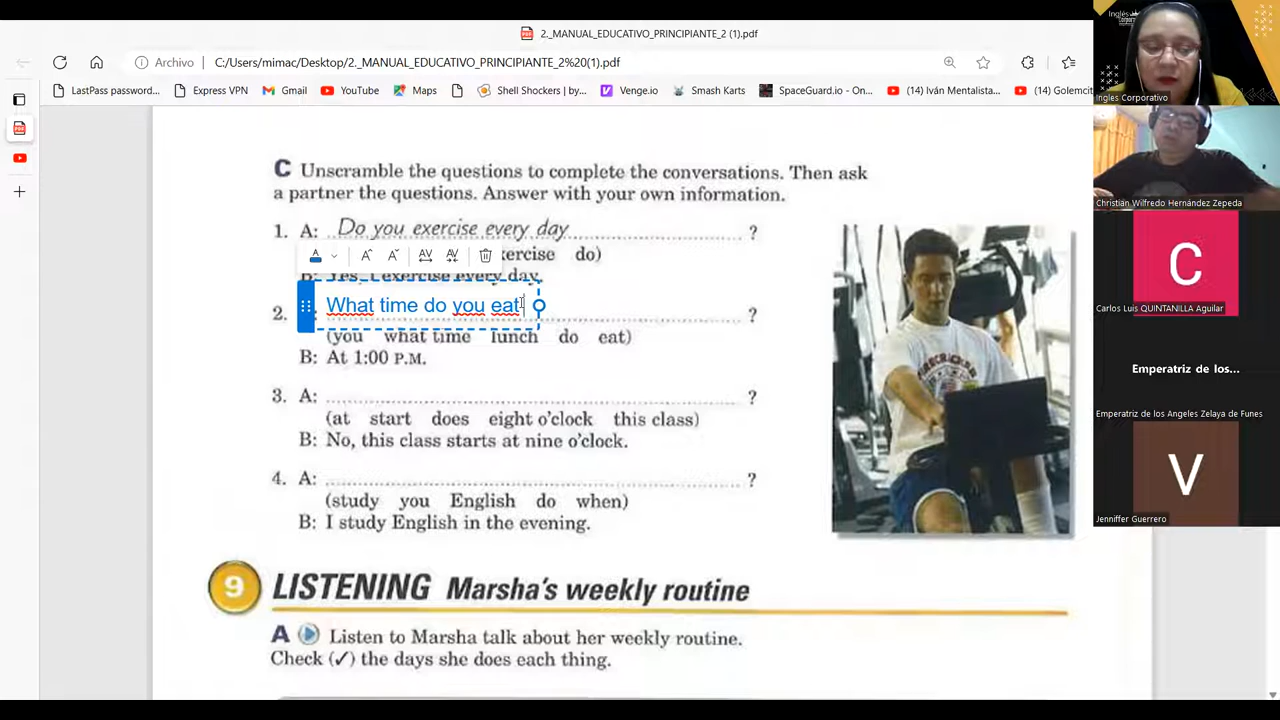 2._MANUAL_EDUCATIVO_PRINCIPIANTE_2 (1).pdf
Archivo
C:/Users/mimac/Desktop/2._MANUAL_EDUCATIVO_PRINCIPIANTE_2%20(1).pdf
LastPass password...
Express VPN
Gmail
YouTube
Maps
Shell Shockers | by...
Venge.io
Smash Karts
SpaceGuard.io - On...
(14) Iván Mentalista...
(14) Golemcit
C Unscramble the questions to complete the conversations. Then ask
a partner the questions. Answer with your own information.
1. A: Do you exercise every day ?
xercise do)
B: Yes, I exercise every day.
2. What time do you eat ?
(you what time lunch do eat)
B: At 1:00 P.M.
3. A: ?
(at start does eight o'clock this class)
B: No, this class starts at nine o'clock.
4. A: ?
(study you English do when)
B: I study English in the evening.
9 LISTENING Marsha's weekly routine
A Listen to Marsha talk about her weekly routine.
Check (✓) the days she does each thing.
Ingles Corporativo
Christian Wilfredo Hernández Zepeda
C
Carlos Luis QUINTANILLA Aguilar
Emperatriz de los...
Emperatriz de los Angeles Zelaya de Funes
V
Jenniffer Guerrero